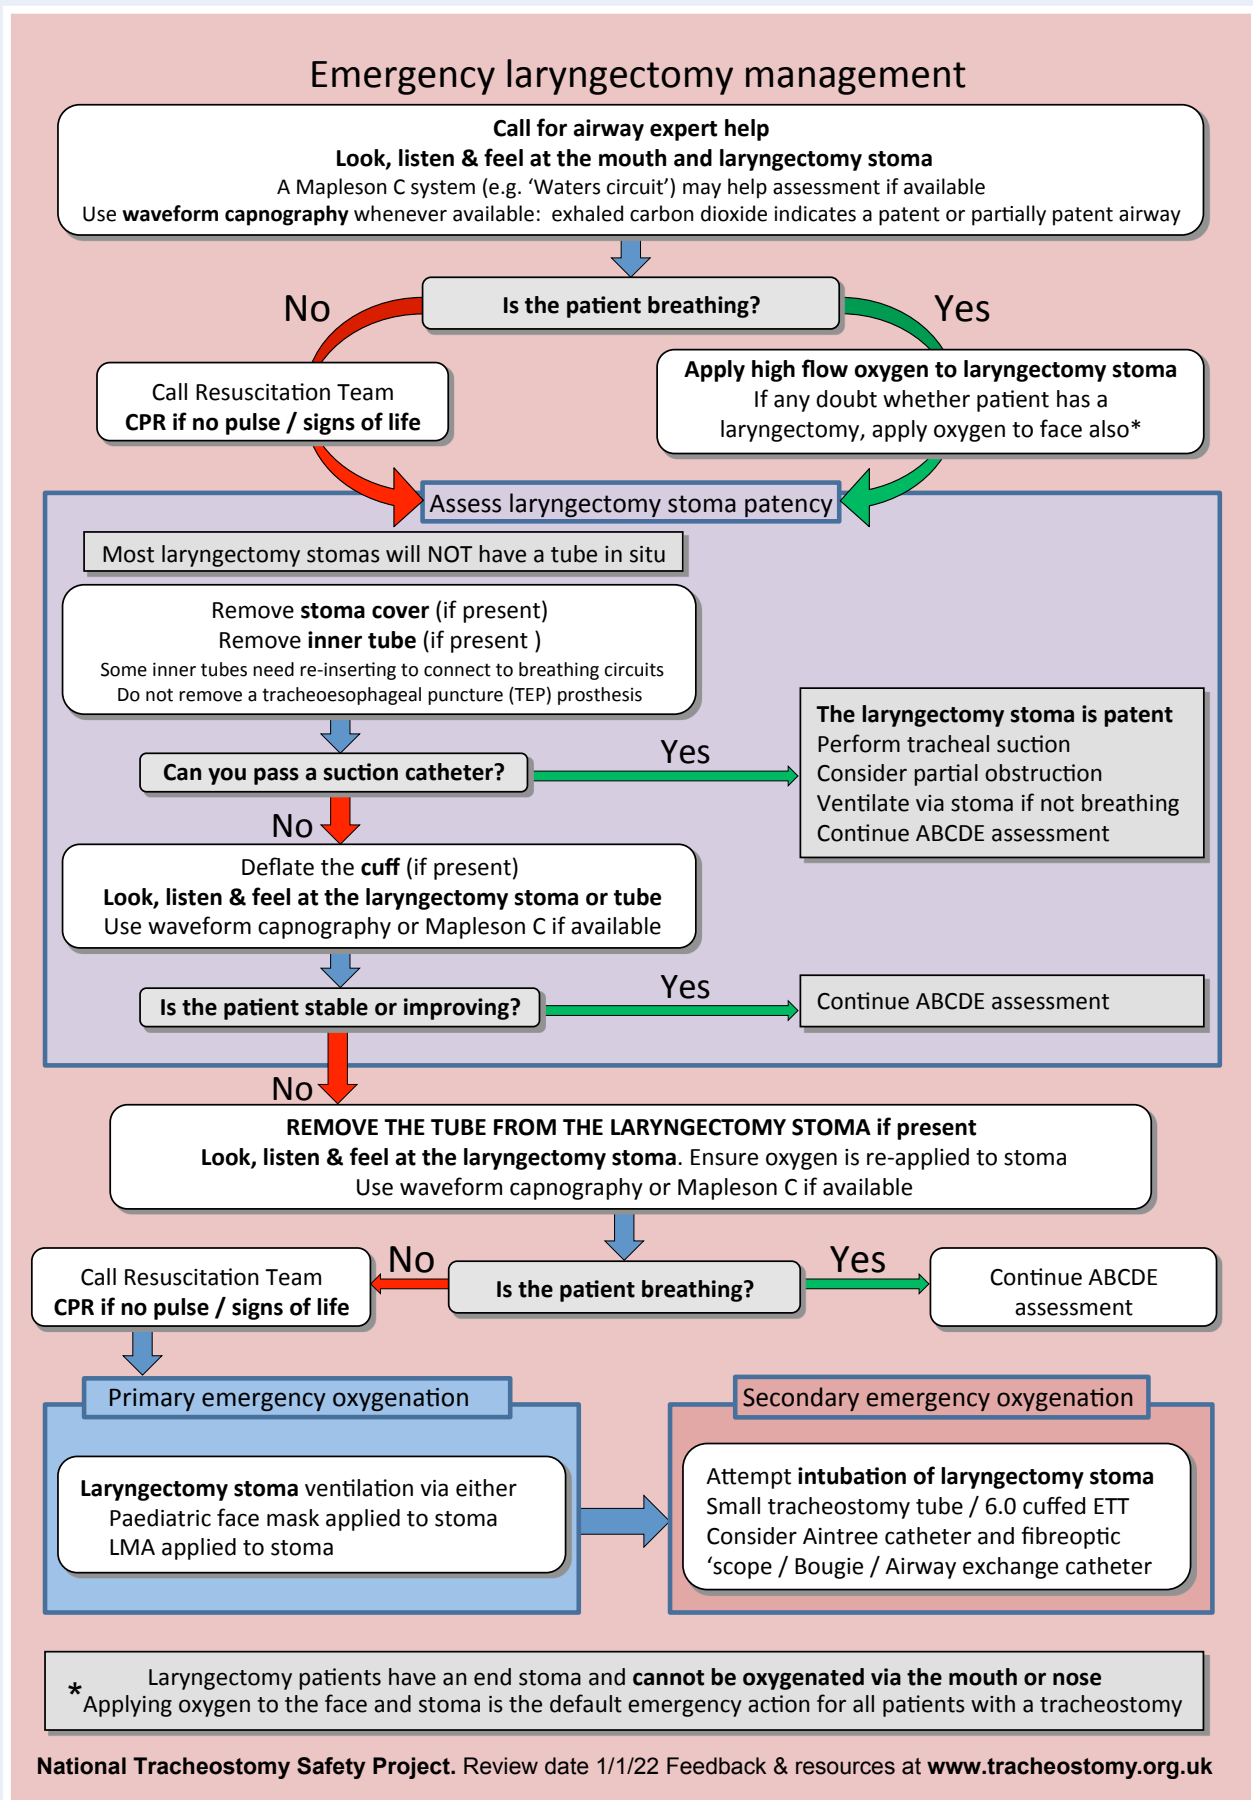 Emergency laryngectomy management
Call for airway expert help
Look, listen & feel at the mouth and laryngectomy stoma
A Mapleson C system (e.g. ‘Waters circuit’) may help assessment if available
Use waveform capnography whenever available: exhaled carbon dioxide indicates a patent or partially patent airway
Is the patient breathing?
No
Yes
Call Resuscitation Team
CPR if no pulse / signs of life
Apply high flow oxygen to laryngectomy stoma
If any doubt whether patient has a
laryngectomy, apply oxygen to face also*
Assess laryngectomy stoma patency
Most laryngectomy stomas will NOT have a tube in situ
Remove stoma cover (if present)
Remove inner tube (if present )
Some inner tubes need re-inserting to connect to breathing circuits
Do not remove a tracheoesophageal puncture (TEP) prosthesis
Can you pass a suction catheter?
Yes
The laryngectomy stoma is patent
Perform tracheal suction
Consider partial obstruction
Ventilate via stoma if not breathing
Continue ABCDE assessment
No
Deflate the cuff (if present)
Look, listen & feel at the laryngectomy stoma or tube
Use waveform capnography or Mapleson C if available
Is the patient stable or improving?
Yes
Continue ABCDE assessment
No
REMOVE THE TUBE FROM THE LARYNGECTOMY STOMA if present
Look, listen & feel at the laryngectomy stoma. Ensure oxygen is re-applied to stoma
Use waveform capnography or Mapleson C if available
Is the patient breathing?
No
Yes
Call Resuscitation Team
CPR if no pulse / signs of life
Continue ABCDE
assessment
Primary emergency oxygenation
Laryngectomy stoma ventilation via either
Paediatric face mask applied to stoma
LMA applied to stoma
Secondary emergency oxygenation
Attempt intubation of laryngectomy stoma
Small tracheostomy tube / 6.0 cuffed ETT
Consider Aintree catheter and fibreoptic
‘scope / Bougie / Airway exchange catheter
* Laryngectomy patients have an end stoma and cannot be oxygenated via the mouth or nose
Applying oxygen to the face and stoma is the default emergency action for all patients with a tracheostomy
National Tracheostomy Safety Project. Review date 1/1/22 Feedback & resources at www.tracheostomy.org.uk